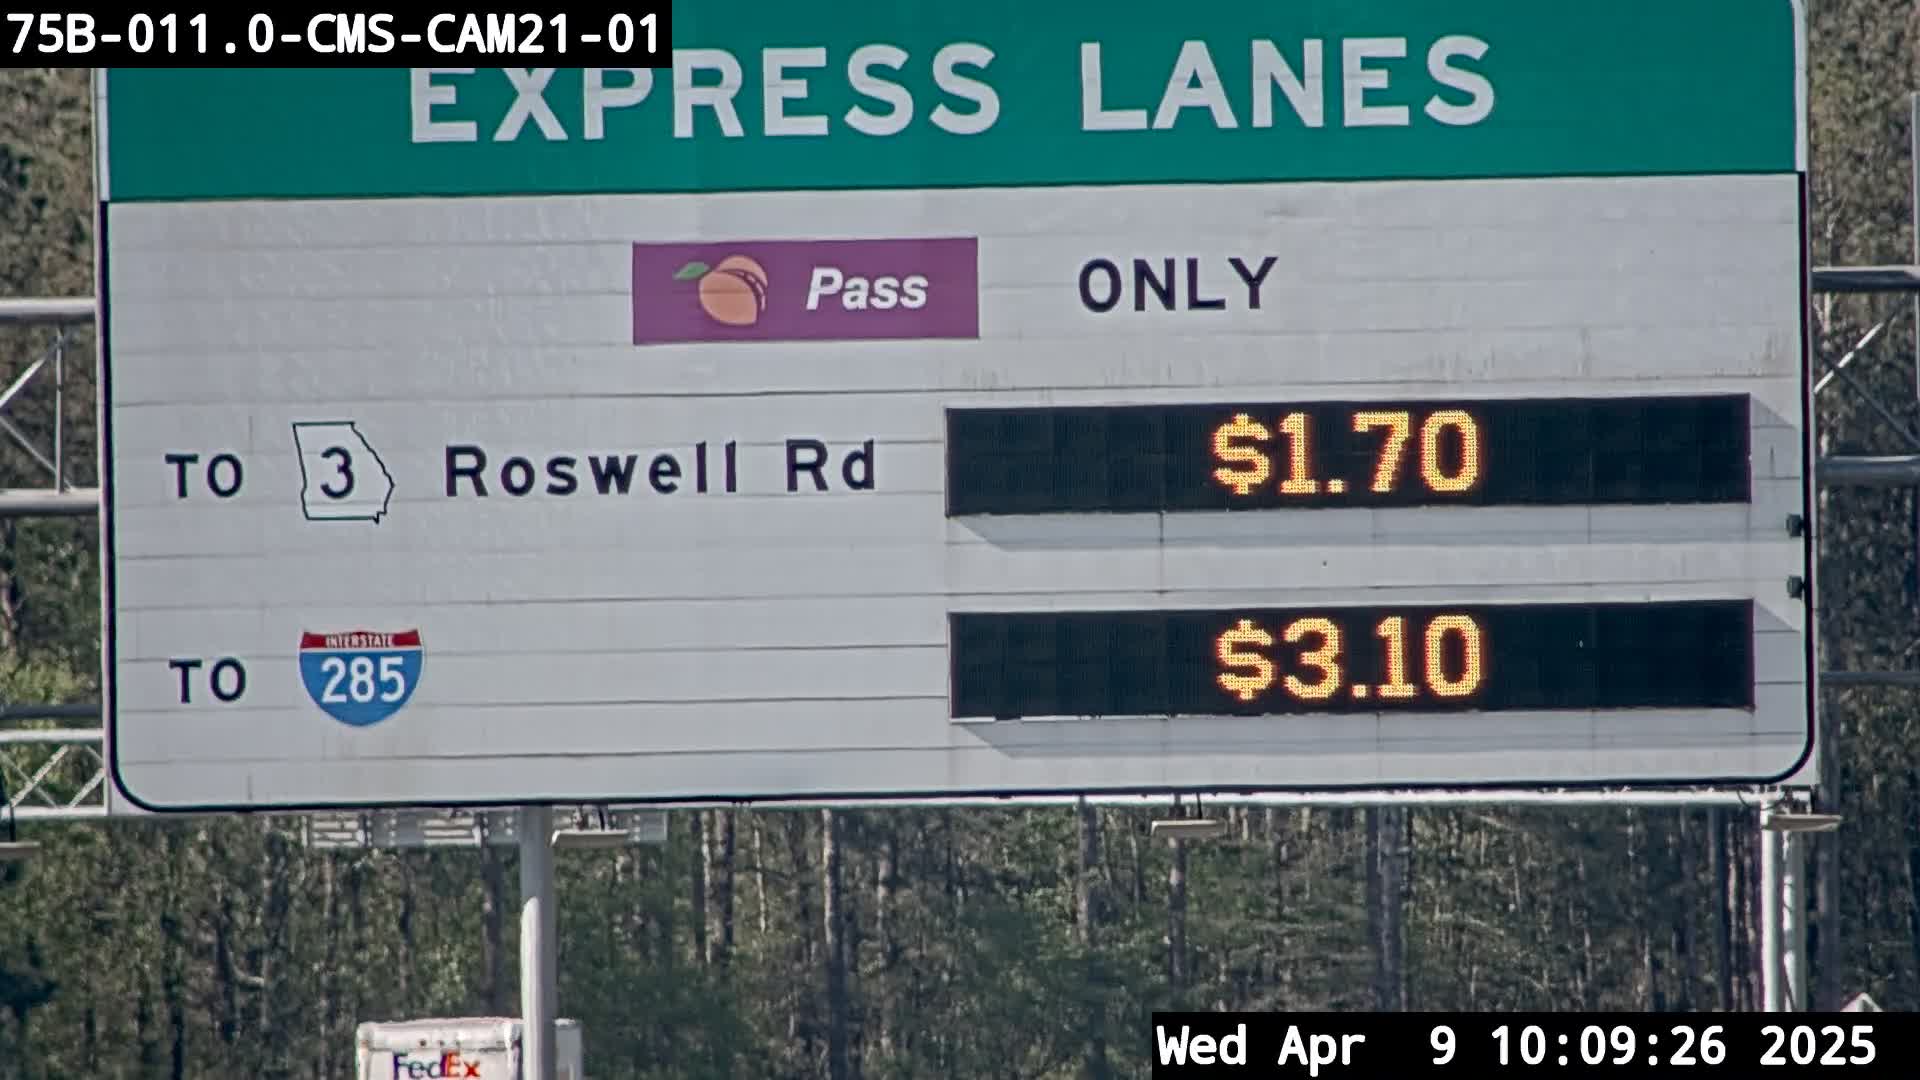 75B-011.0-CMS-CAM21-01
EXPRESS LANES
Pass ONLY
TO 3 Roswell Rd $1.70
INTERSTATE
TO 285 $3.10
FedEx
Wed Apr 9 10:09:26 2025